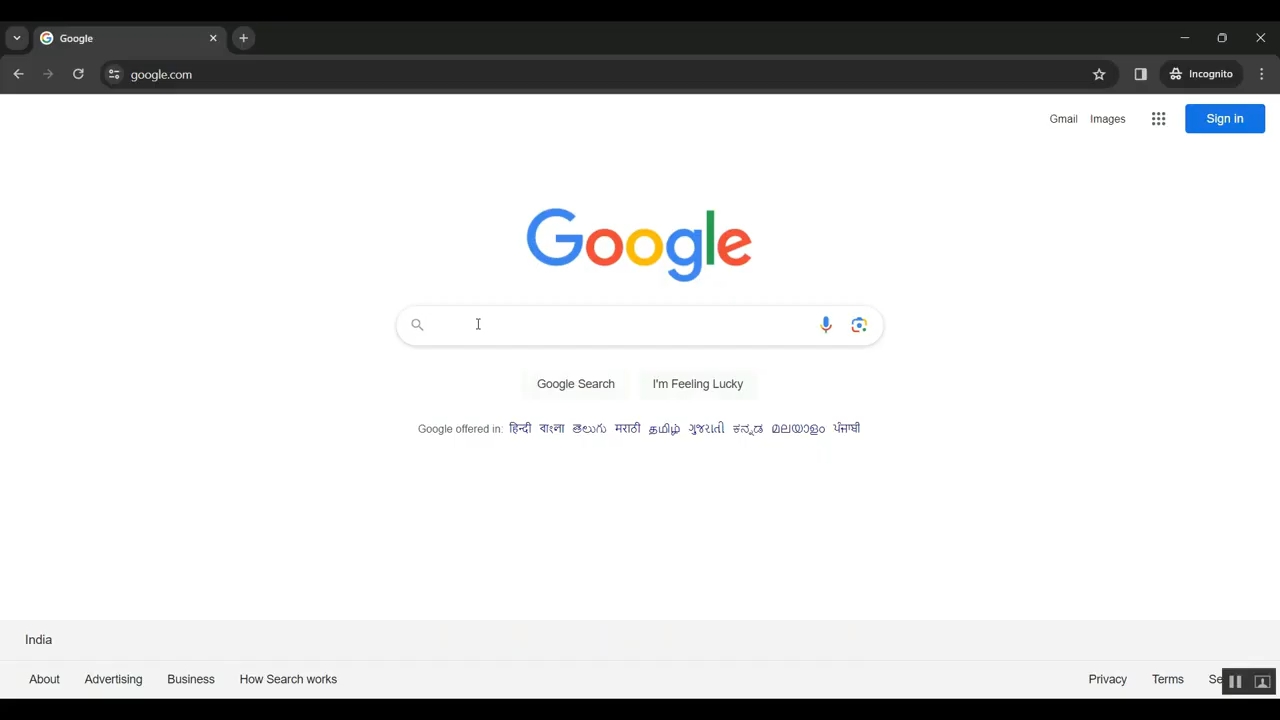 Google
google.com
Incognito
Gmail Images Sign in
Google
Google Search I'm Feeling Lucky
Google offered in: हिन्दी বাংলা తెలుగు मराठी தமிழ் ગુજરાતી ಕನ್ನಡ മലയാളം ਪੰਜਾਬੀ
India
About Advertising Business How Search works Privacy Terms Se